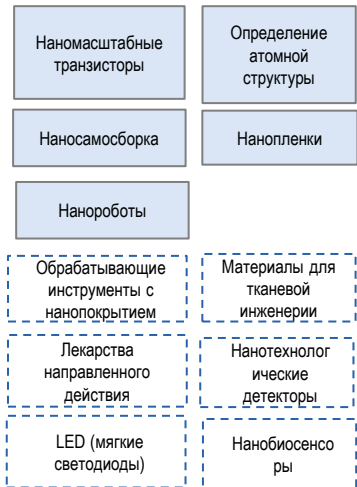 Наномасштабные
транзисторы
Определение
атомной
структуры
Наносамосборка
Нанопленки
Нанороботы
Обрабатывающие
инструменты с
нанопокрытием
Материалы для
тканевой
инженерии
Лекарства
направленного
действия
Нанотехнолог
ические
детекторы
LED (мягкие
светодиоды)
Нанобиосенсо
ры